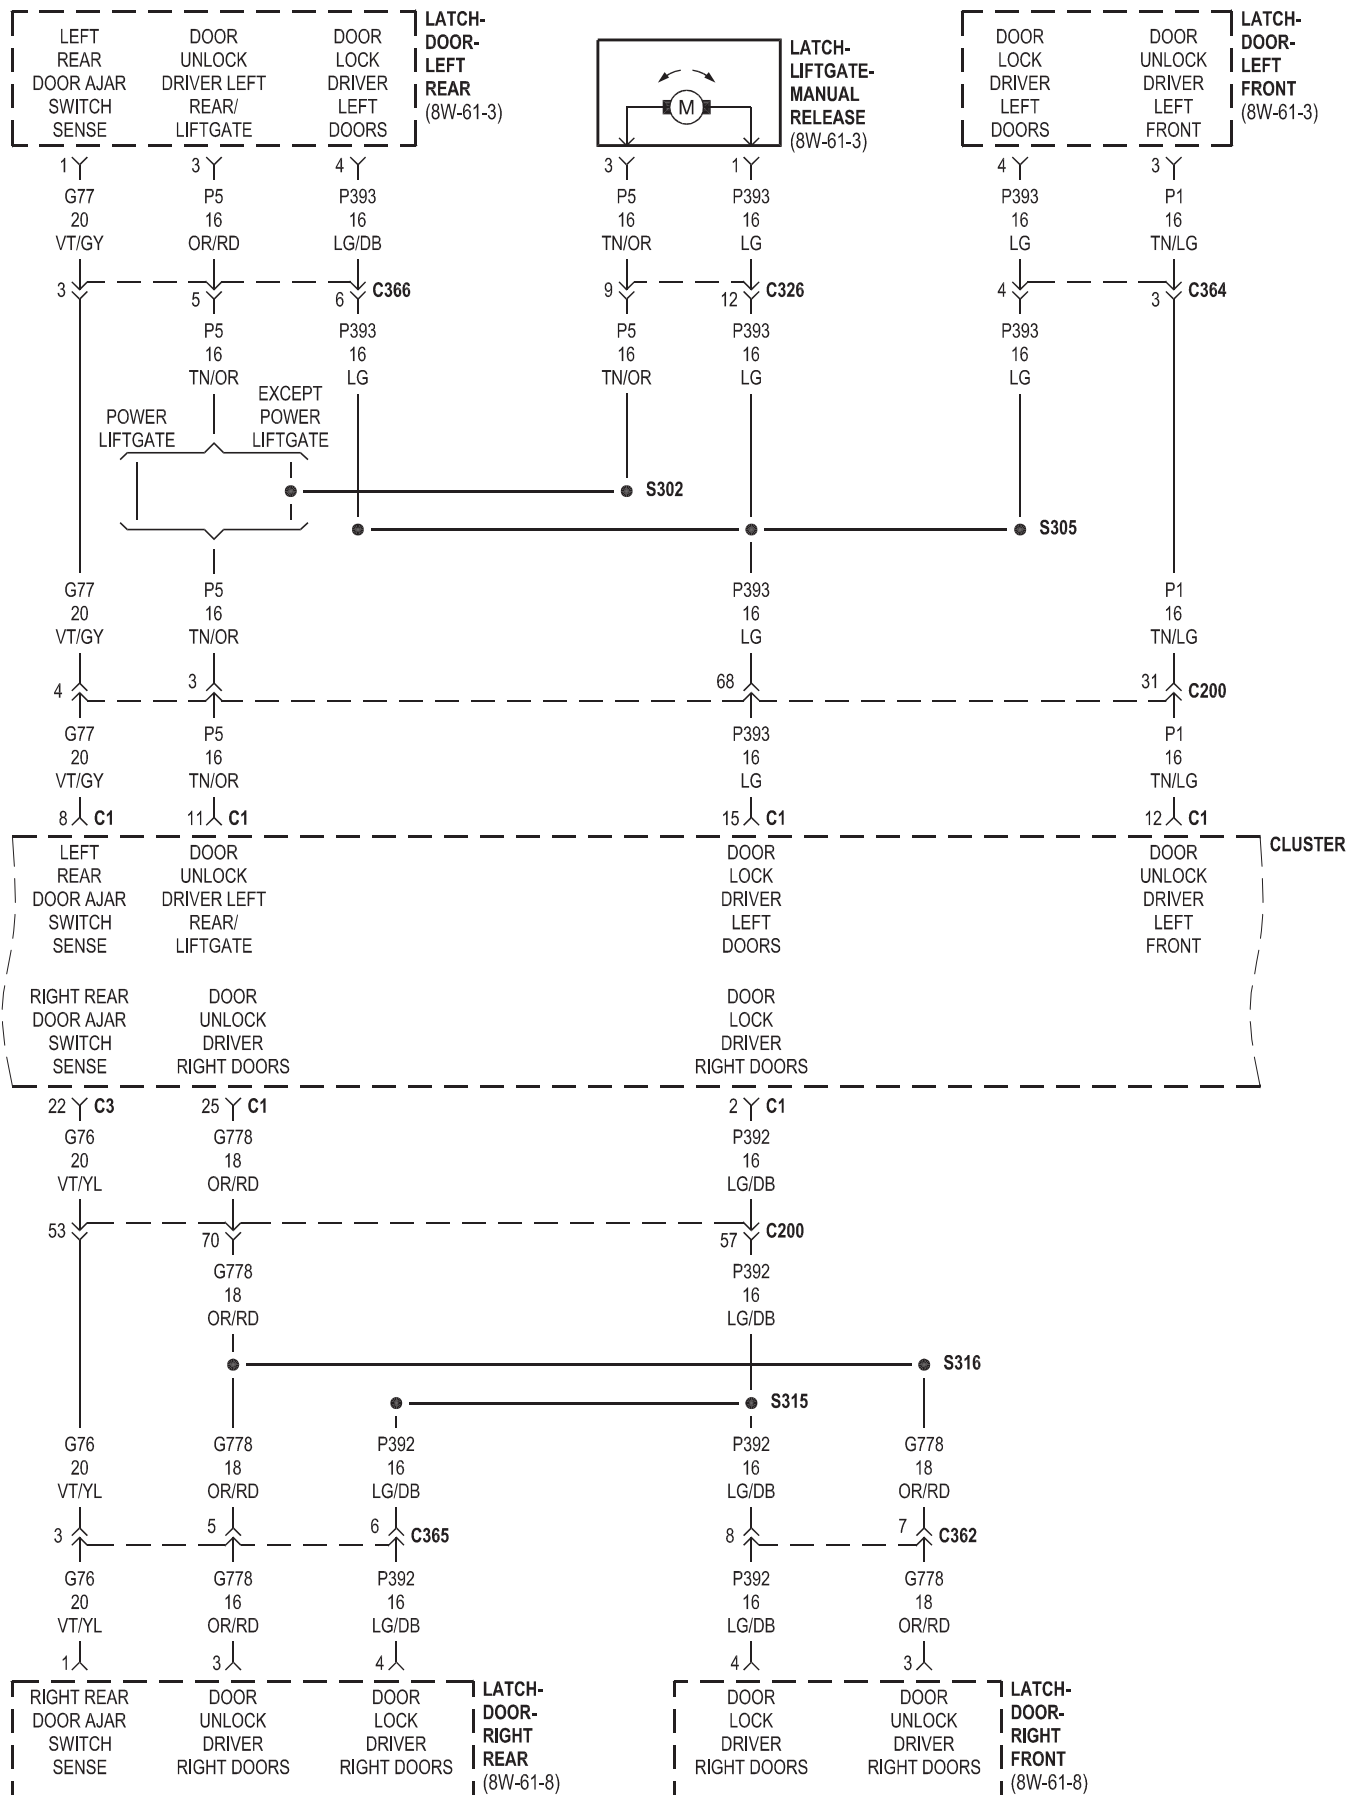 LEFT
REAR
DOOR AJAR
SWITCH
SENSE
DOOR
UNLOCK
DRIVER LEFT
REAR/
LIFTGATE
DOOR
LOCK
DRIVER
LEFT
DOORS
LATCH-
DOOR-
LEFT
REAR
(8W-61-3)
LATCH-
LIFTGATE-
MANUAL
RELEASE
(8W-61-3)
M
DOOR
LOCK
DRIVER
LEFT
DOORS
DOOR
UNLOCK
DRIVER
LEFT
FRONT
LATCH-
DOOR-
LEFT
FRONT
(8W-61-3)
1
3
4
3
1
4
3
G77
20
VT/GY
P5
16
OR/RD
P393
16
LG/DB
P5
16
TN/OR
P393
16
LG
P393
16
LG
P1
16
TN/LG
3
5
6
C366
9
12
C326
4
3
C364
P5
16
TN/OR
P393
16
LG
P5
16
TN/OR
P393
16
LG
P393
16
LG
POWER
LIFTGATE
EXCEPT
POWER
LIFTGATE
S302
S305
G77
20
VT/GY
P5
16
TN/OR
P393
16
LG
P1
16
TN/LG
4
3
68
31
C200
G77
20
VT/GY
P5
16
TN/OR
P393
16
LG
P1
16
TN/LG
8 C1
11 C1
15 C1
12 C1
CLUSTER
LEFT
REAR
DOOR AJAR
SWITCH
SENSE
DOOR
UNLOCK
DRIVER LEFT
REAR/
LIFTGATE
DOOR
LOCK
DRIVER
LEFT
DOORS
DOOR
UNLOCK
DRIVER
LEFT
FRONT
RIGHT REAR
DOOR AJAR
SWITCH
SENSE
DOOR
UNLOCK
DRIVER
RIGHT DOORS
DOOR
LOCK
DRIVER
RIGHT DOORS
22 C3
25 C1
2 C1
G76
20
VT/YL
G778
18
OR/RD
P392
16
LG/DB
53
70
57
C200
G778
18
OR/RD
P392
16
LG/DB
S316
S315
G76
20
VT/YL
G778
18
OR/RD
P392
16
LG/DB
P392
16
LG/DB
G778
18
OR/RD
3
5
6
C365
8
7
C362
G76
20
VT/YL
G778
16
OR/RD
P392
16
LG/DB
P392
16
LG/DB
G778
18
OR/RD
1
3
4
4
3
RIGHT REAR
DOOR AJAR
SWITCH
SENSE
DOOR
UNLOCK
DRIVER
RIGHT DOORS
DOOR
LOCK
DRIVER
RIGHT DOORS
LATCH-
DOOR-
RIGHT
REAR
(8W-61-8)
DOOR
LOCK
DRIVER
RIGHT DOORS
DOOR
UNLOCK
DRIVER
RIGHT DOORS
LATCH-
DOOR-
RIGHT
FRONT
(8W-61-8)